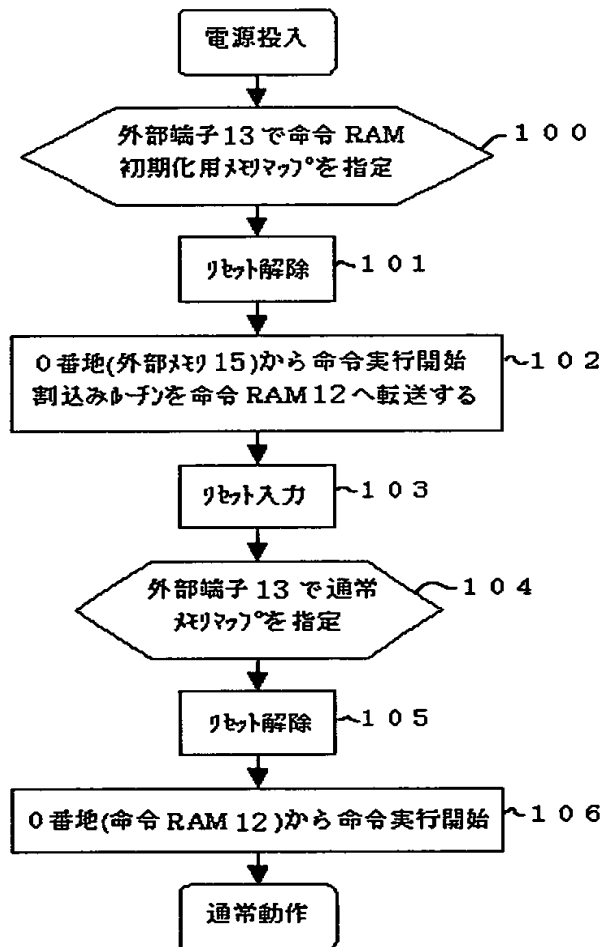 電源投入
外部端子13で命令RAM
初期化用ﾒﾓﾘﾏｯﾌﾟを指定
100
ﾘｾｯﾄ解除
101
0番地(外部ﾒﾓﾘ15)から命令実行開始
割込みﾙｰﾁﾝを命令RAM12へ転送する
102
ﾘｾｯﾄ入力
103
外部端子13で通常
ﾒﾓﾘﾏｯﾌﾟを指定
104
ﾘｾｯﾄ解除
105
0番地(命令RAM12)から命令実行開始
106
通常動作